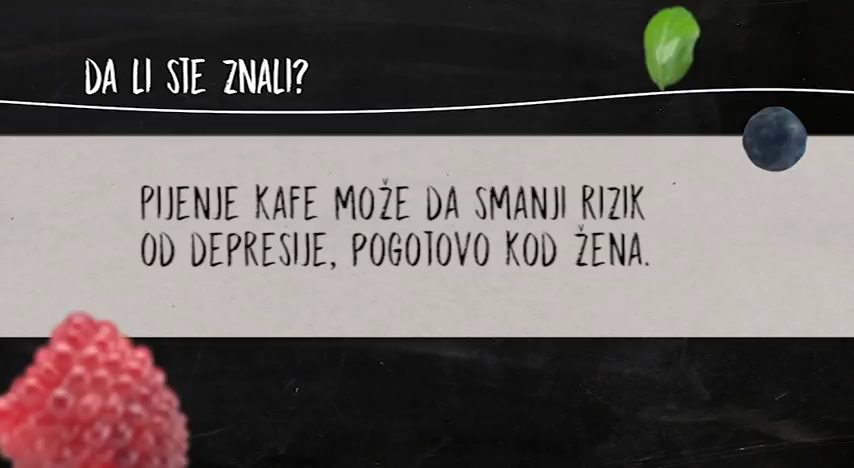 DA LI STE ZNALI?
PIJENJE KAFE MOŽE DA SMANJI RIZIK
OD DEPRESIJE, POGOTOVO KOD ŽENA.